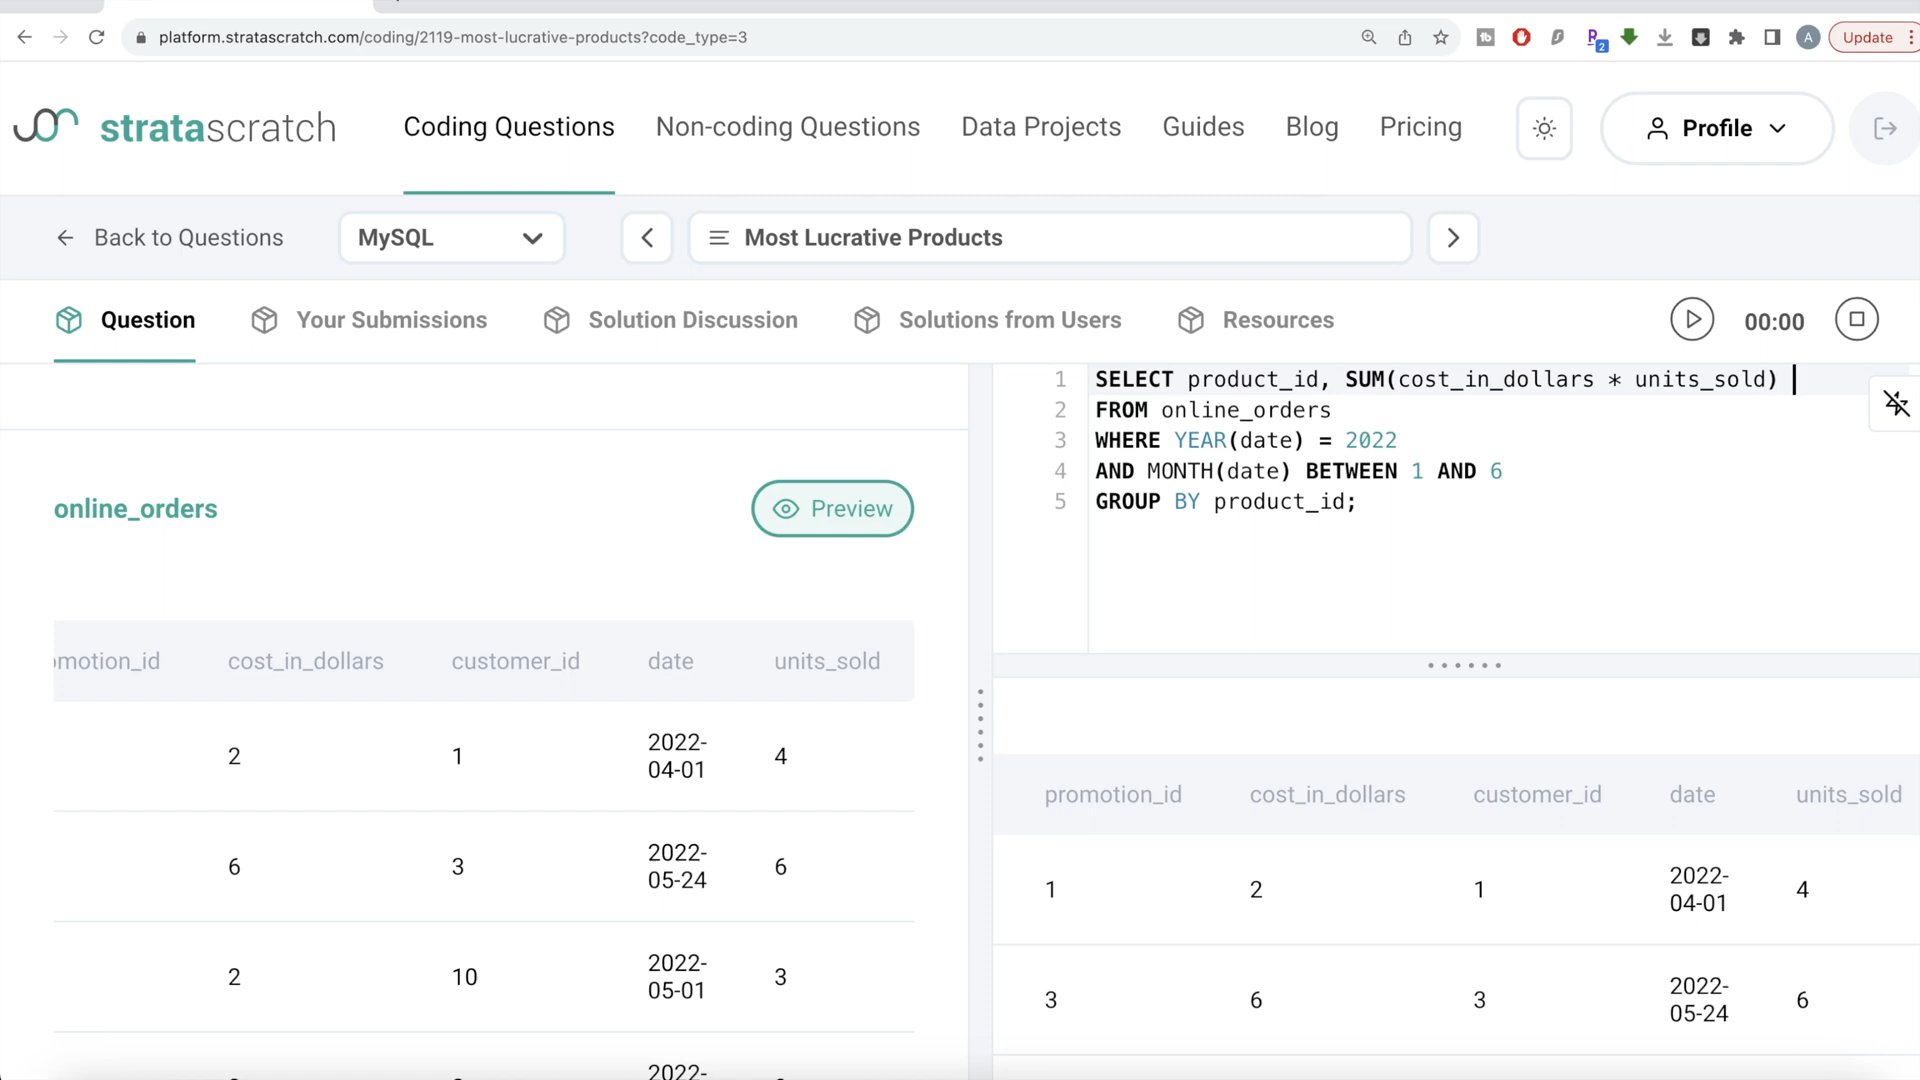 platform.stratascratch.com/coding/2119-most-lucrative-products?code_type=3
2
A
Update
stratascratch
Coding Questions
Non-coding Questions
Data Projects
Guides
Blog
Pricing
Profile
Back to Questions
MySQL
Most Lucrative Products
Question
Your Submissions
Solution Discussion
Solutions from Users
Resources
00:00
1 SELECT product_id, SUM(cost_in_dollars * units_sold)
2 FROM online_orders
3 WHERE YEAR(date) = 2022
4 AND MONTH(date) BETWEEN 1 AND 6
5 GROUP BY product_id;
online_orders
Preview
omotion_id cost_in_dollars customer_id date units_sold
2 1 2022-04-01 4
6 3 2022-05-24 6
2 10 2022-05-01 3
2022-
promotion_id cost_in_dollars customer_id date units_sold
1 2 1 2022-04-01 4
3 6 3 2022-05-24 6